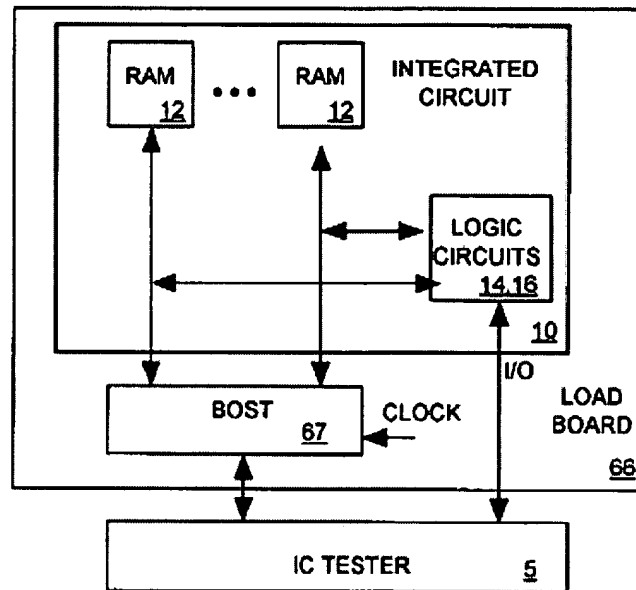 RAM
12
RAM
12
INTEGRATED
CIRCUIT
LOGIC
CIRCUITS
14,16
10
I/O
BOST
67
CLOCK
LOAD
BOARD
66
IC TESTER
5